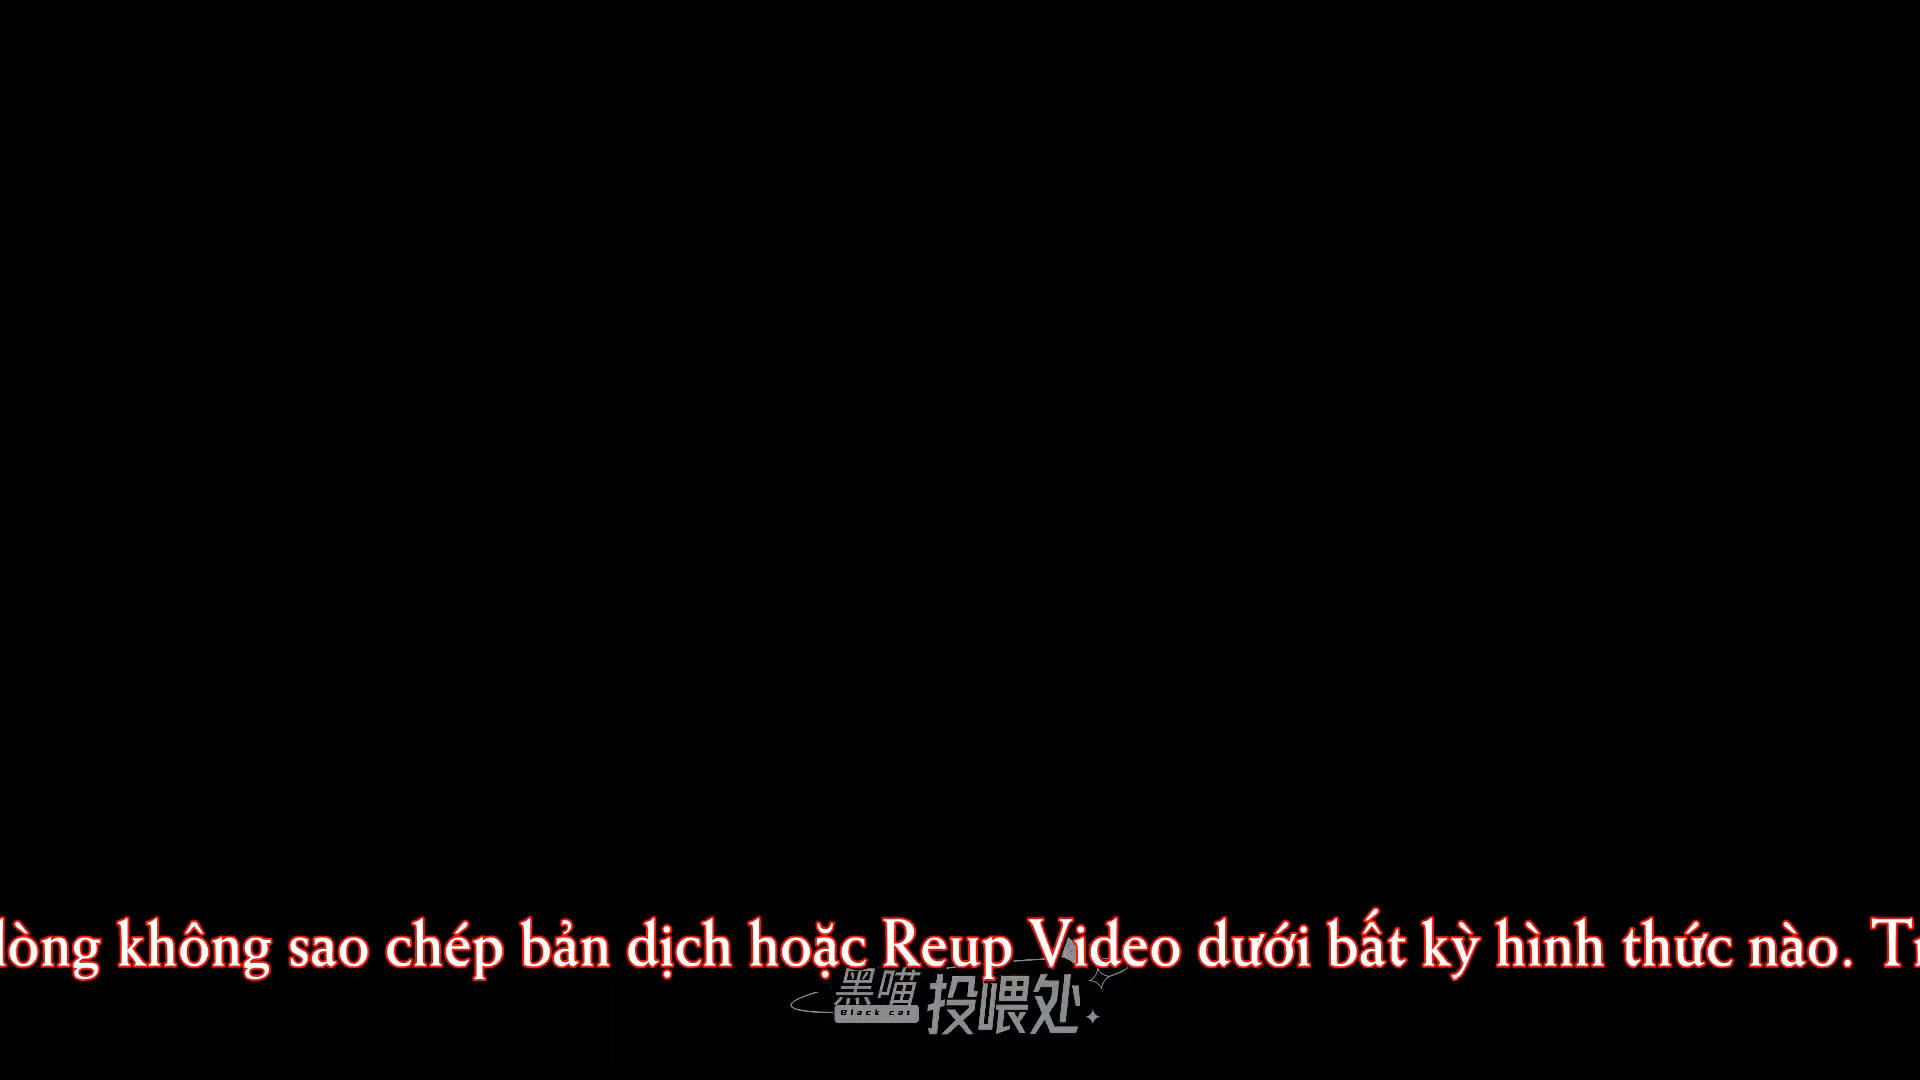 lòng không sao chép bản dịch hoặc Reup Video dưới bất kỳ hình thức nào. Tr
黑喵 投喂处
Black cat